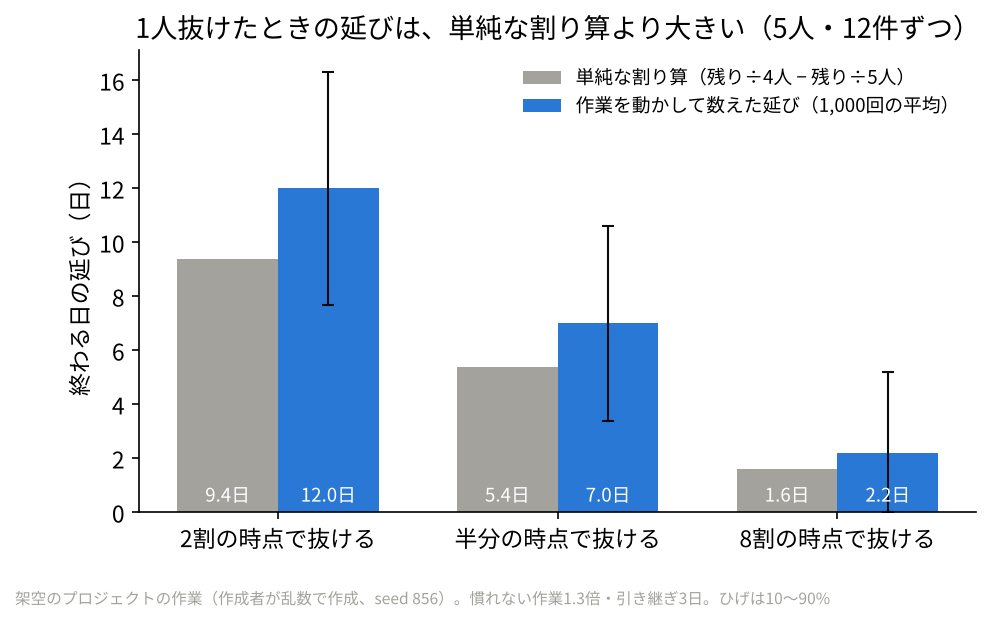 1人抜けたときの延びは、単純な割り算より大きい（5人・12件ずつ）
単純な割り算（残り÷4人－残り÷5人）
作業を動かして数えた延び（1,000回の平均）
終わる日の延び（日）
16
14
12
10
8
6
4
2
0
9.4日
12.0日
5.4日
7.0日
1.6日
2.2日
2割の時点で抜ける
半分の時点で抜ける
8割の時点で抜ける
架空のプロジェクトの作業（作成者が乱数で作成、seed 856）。慣れない作業1.3倍・引き継ぎ3日。ひげは10〜90%